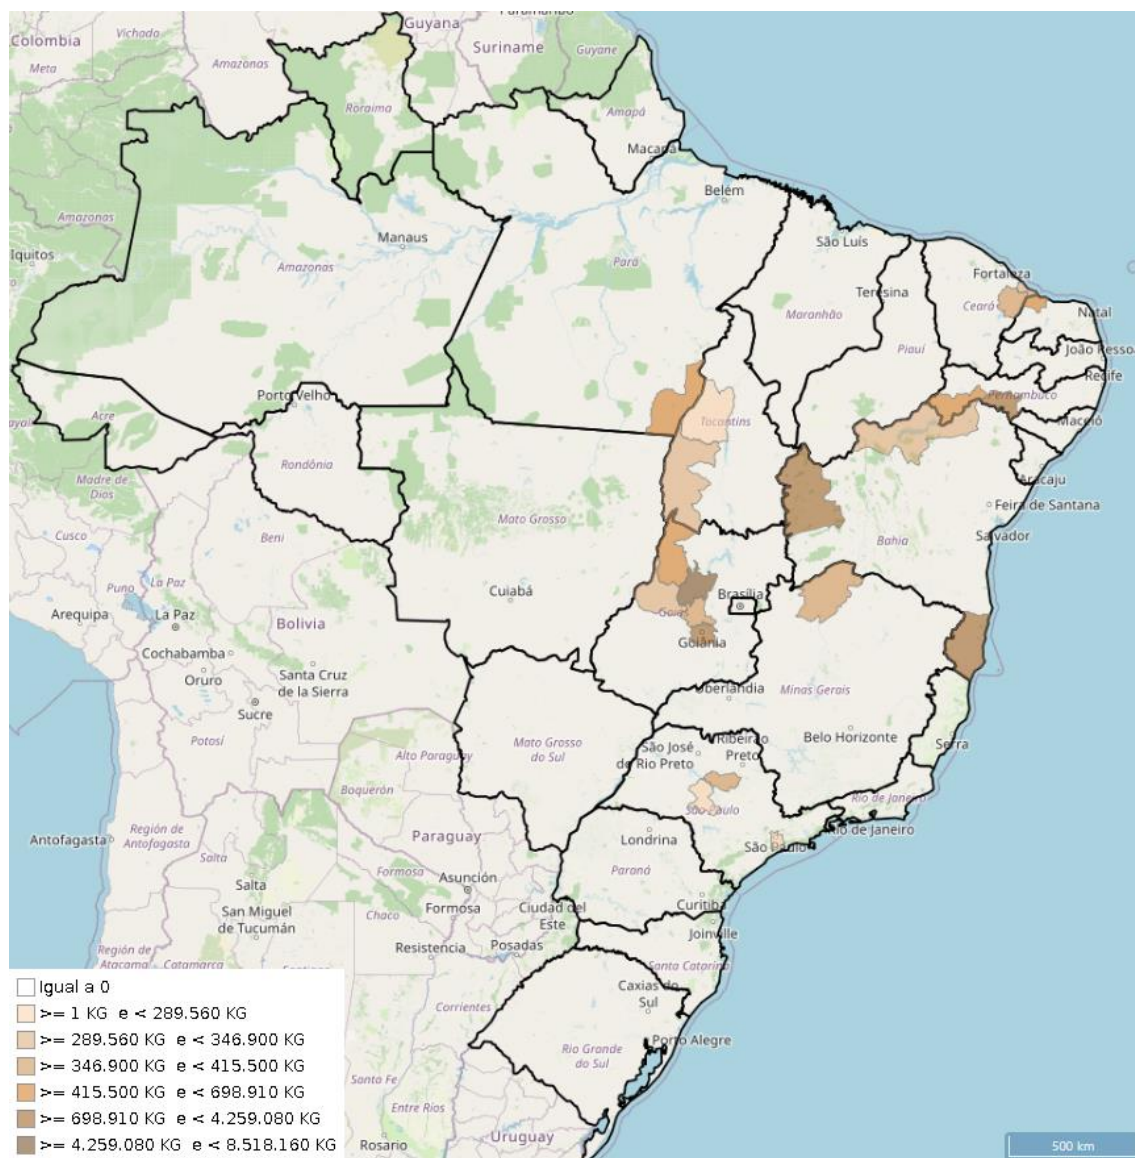 Paramaribo
Guyana
Colombia
Vichada
Suriname
Guyane
Meta
Amazonas
Roraima
Amapá
Macapá
Belém
Amazonas
Manaus
São Luís
Iquitos
Amazonas
Pará
Fortaleza
Teresina
Ceará
Maranhão
Natal
Piauí
João Pesso
Recife
Porto Velho
Pernambuco
Acre
Tocantins
Maceió
Rondônia
Aracaju
Madre de
Dios
Feira de Santana
Mato Grosso
Cusco
Beni
Bahia
Salvador
Puno
La Paz
Cuiabá
Brasília
Arequipa
La Paz
Goiás
Bolivia
Goiânia
Cochabamba
Santa Cruz
de la Sierra
Oruro
Uberlândia
Minas Gerais
Sucre
Potosí
Mato Grosso
do Sul
Belo Horizonte
Serra
Alto Paraguay
São José
do Rio Preto
Ribeirão
Preto
Boquerón
Rio de Janeiro
São Paulo
Antofagasta
Región de
Antofagasta
Paraguay
Londrina
São Paulo
Rio de Janeiro
Salta
Formosa
Paraná
Salta
Asunción
Curitiba
San Miguel
de Tucumán
Chaco
Formosa
Ciudad del
Este
Joinville
Región de
Atacama
Catamarca
Resistencia
Posadas
Santa Catarina
Igual a 0
Caxias do
Sul
>= 1 KG e < 289.560 KG
Corrientes
>= 289.560 KG e < 346.900 KG
Porto Alegre
Rio Grande
do Sul
>= 346.900 KG e < 415.500 KG
Santa Fe
>= 415.500 KG e < 698.910 KG
Entre Ríos
>= 698.910 KG e < 4.259.080 KG
Uruguay
>= 4.259.080 KG e < 8.518.160 KG
Rosario
500 km